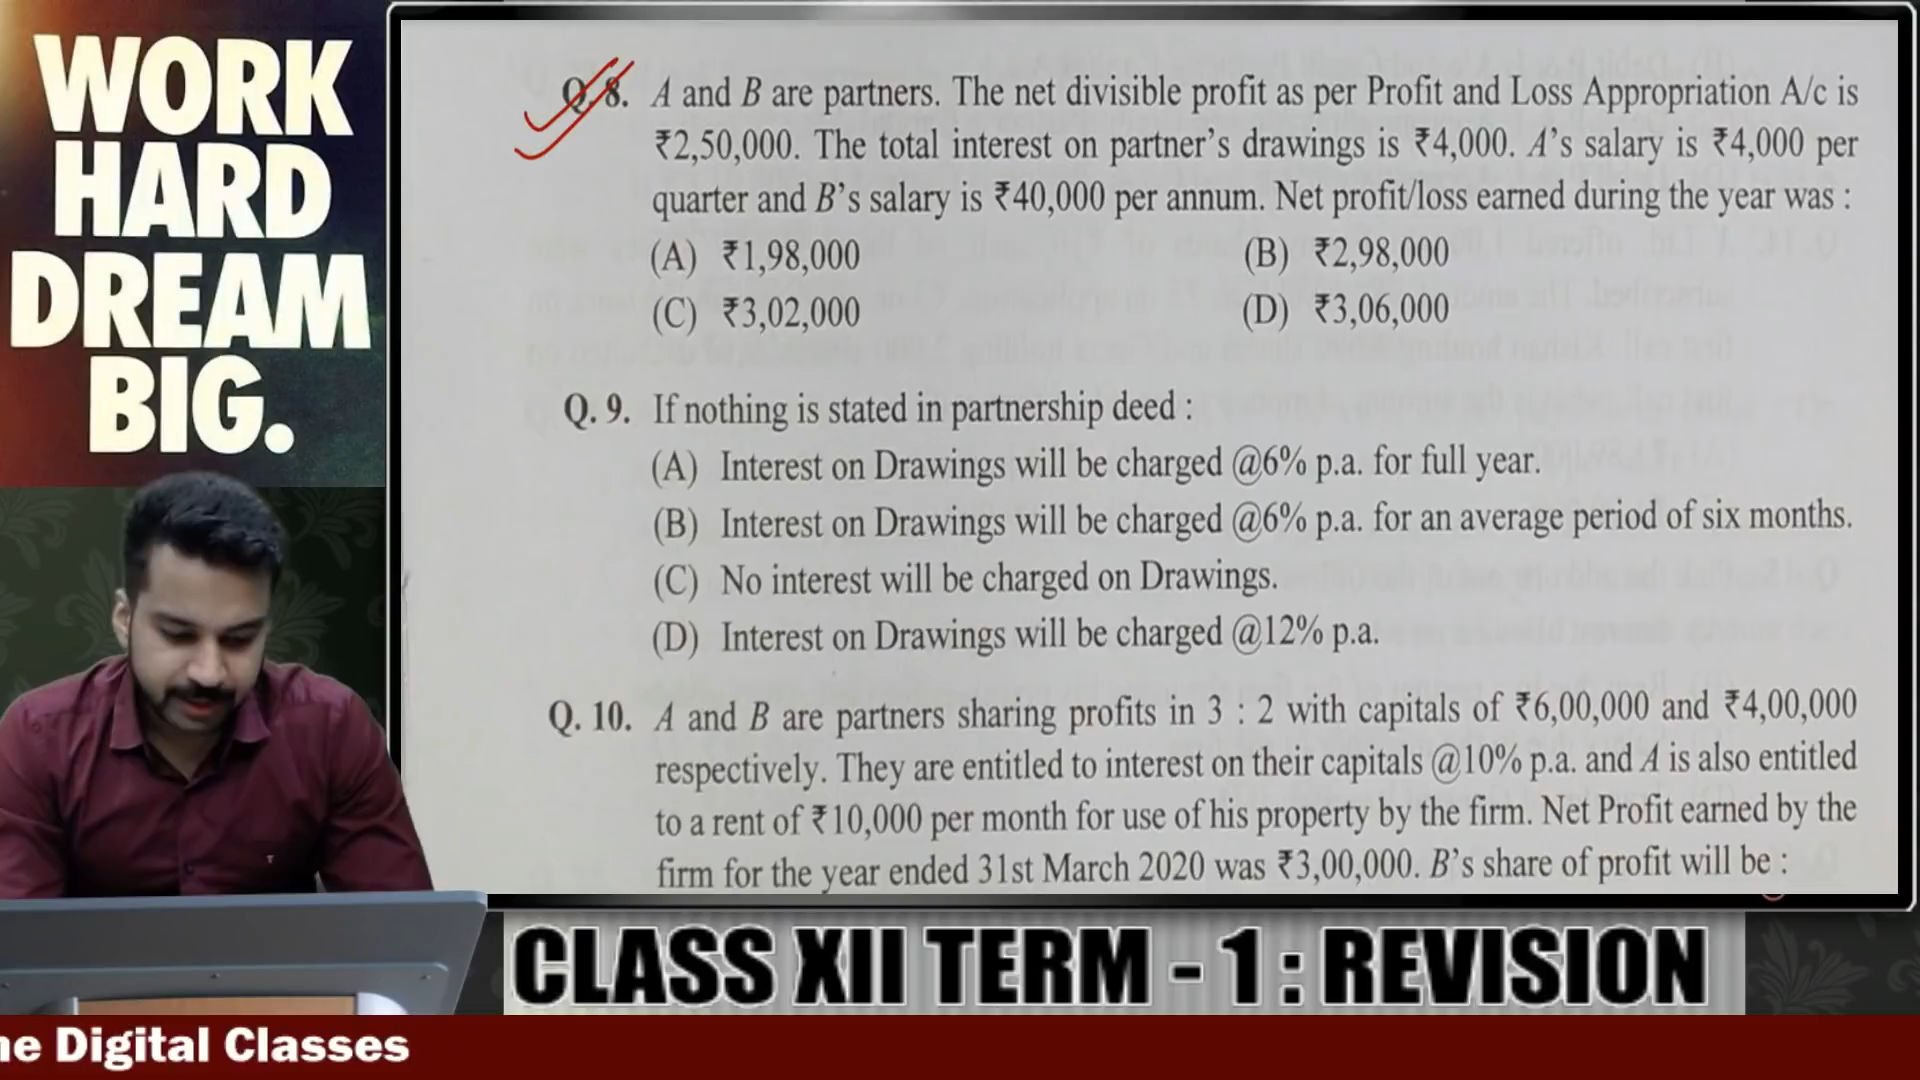 WORK
HARD
DREAM
BIG.
Q. 8. A and B are partners. The net divisible profit as per Profit and Loss Appropriation A/c is
₹2,50,000. The total interest on partner's drawings is ₹4,000. A's salary is ₹4,000 per
quarter and B's salary is ₹40,000 per annum. Net profit/loss earned during the year was :
(A) ₹1,98,000 (B) ₹2,98,000
(C) ₹3,02,000 (D) ₹3,06,000
Q. 9. If nothing is stated in partnership deed :
(A) Interest on Drawings will be charged @6% p.a. for full year.
(B) Interest on Drawings will be charged @6% p.a. for an average period of six months.
(C) No interest will be charged on Drawings.
(D) Interest on Drawings will be charged @12% p.a.
Q. 10. A and B are partners sharing profits in 3 : 2 with capitals of ₹6,00,000 and ₹4,00,000
respectively. They are entitled to interest on their capitals @10% p.a. and A is also entitled
to a rent of ₹10,000 per month for use of his property by the firm. Net Profit earned by the
firm for the year ended 31st March 2020 was ₹3,00,000. B's share of profit will be :
CLASS XII TERM - 1 : REVISION
ne Digital Classes